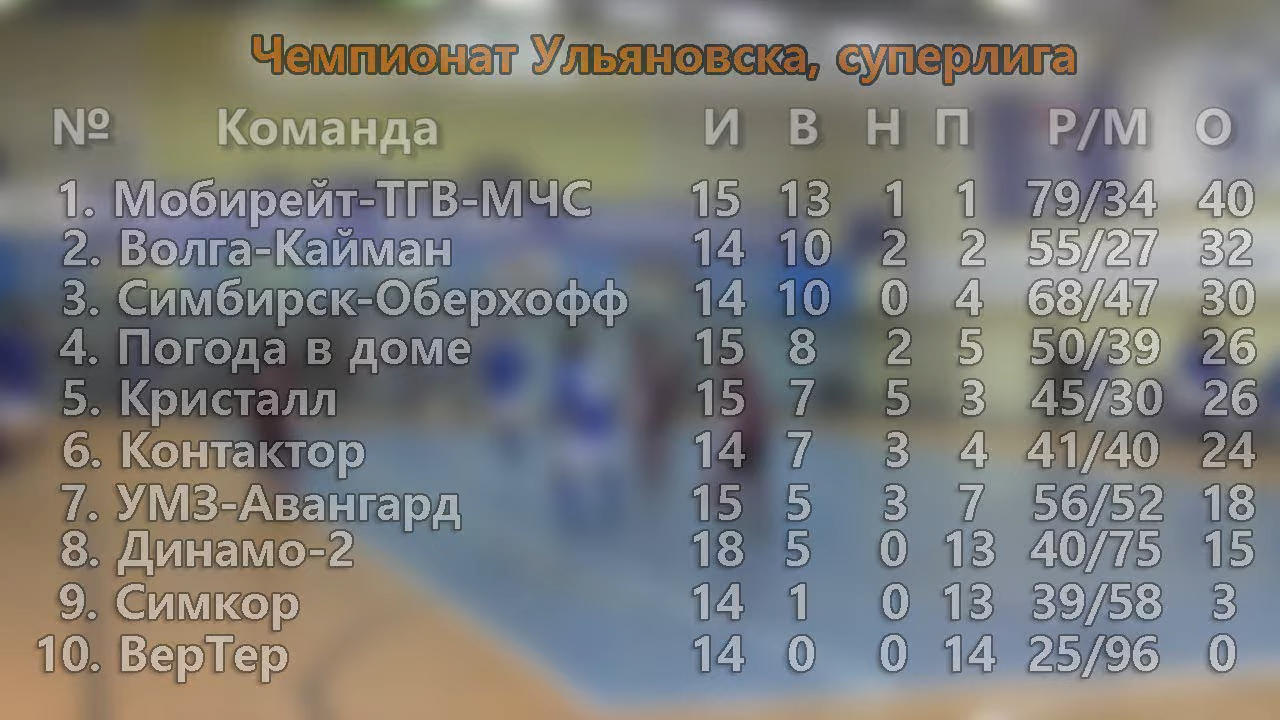 Чемпионат Ульяновска, суперлига
№ Команда И В Н П Р/М О
1. Мобирейт-ТГВ-МЧС 15 13 1 1 79/34 40
2. Волга-Кайман 14 10 2 2 55/27 32
3. Симбирск-Оберхофф 14 10 0 4 68/47 30
4. Погода в доме 15 8 2 5 50/39 26
5. Кристалл 15 7 5 3 45/30 26
6. Контактор 14 7 3 4 41/40 24
7. УМЗ-Авангард 15 5 3 7 56/52 18
8. Динамо-2 18 5 0 13 40/75 15
9. Симкор 14 1 0 13 39/58 3
10. ВерТер 14 0 0 14 25/96 0